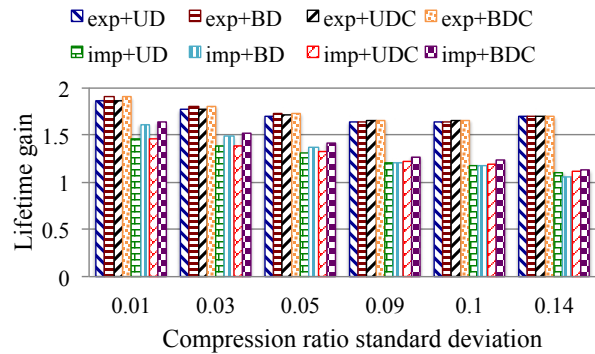 exp+UD exp+BD exp+UDC exp+BDC
imp+UD imp+BD imp+UDC imp+BDC
Lifetime gain
2
1.5
1
0.5
0
0.01 0.03 0.05 0.09 0.1 0.14
Compression ratio standard deviation